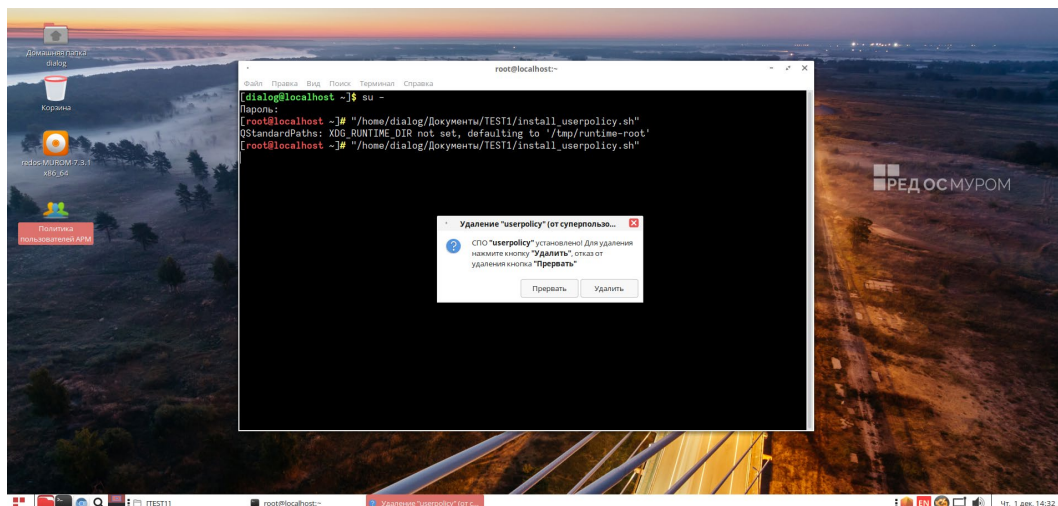 Домашняя папка
dialog
Корзина
redos-MUROM-7.3.1
x86_64
Политика
пользователей АРМ
root@localhost:~
Файл Правка Вид Поиск Терминал Справка
[dialog@localhost ~]$ su -
Пароль:
[root@localhost ~]# "/home/dialog/Документы/TEST1/install_userpolicy.sh"
QStandardPaths: XDG_RUNTIME_DIR not set, defaulting to '/tmp/runtime-root'
[root@localhost ~]# "/home/dialog/Документы/TEST1/install_userpolicy.sh"
РЕД ОС МУРОМ
Удаление "userpolicy" (от суперпользо...
СПО "userpolicy" установлено! Для удаления
нажмите кнопку "Удалить", отказ от
удаления кнопка "Прервать"
Прервать Удалить
[TEST1] root@localhost:~ Удаление "userpolicy" (от с... EN Чт. 1 дек, 14:32